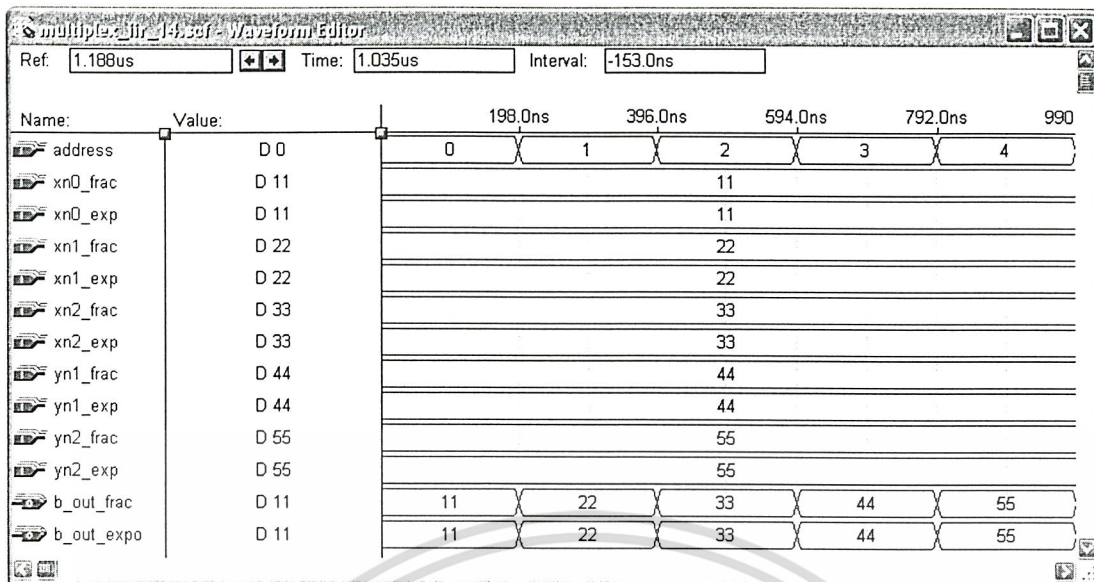 multiplex_iir_14.scf - Waveform Editor
Ref: 1.188us Time: 1.035us Interval: -153.0ns
Name: Value: 198.0ns 396.0ns 594.0ns 792.0ns 990
address D 0 0 1 2 3 4
xn0_frac D 11 11
xn0_exp D 11 11
xn1_frac D 22 22
xn1_exp D 22 22
xn2_frac D 33 33
xn2_exp D 33 33
yn1_frac D 44 44
yn1_exp D 44 44
yn2_frac D 55 55
yn2_exp D 55 55
b_out_frac D 11 11 22 33 44 55
b_out_expo D 11 11 22 33 44 55